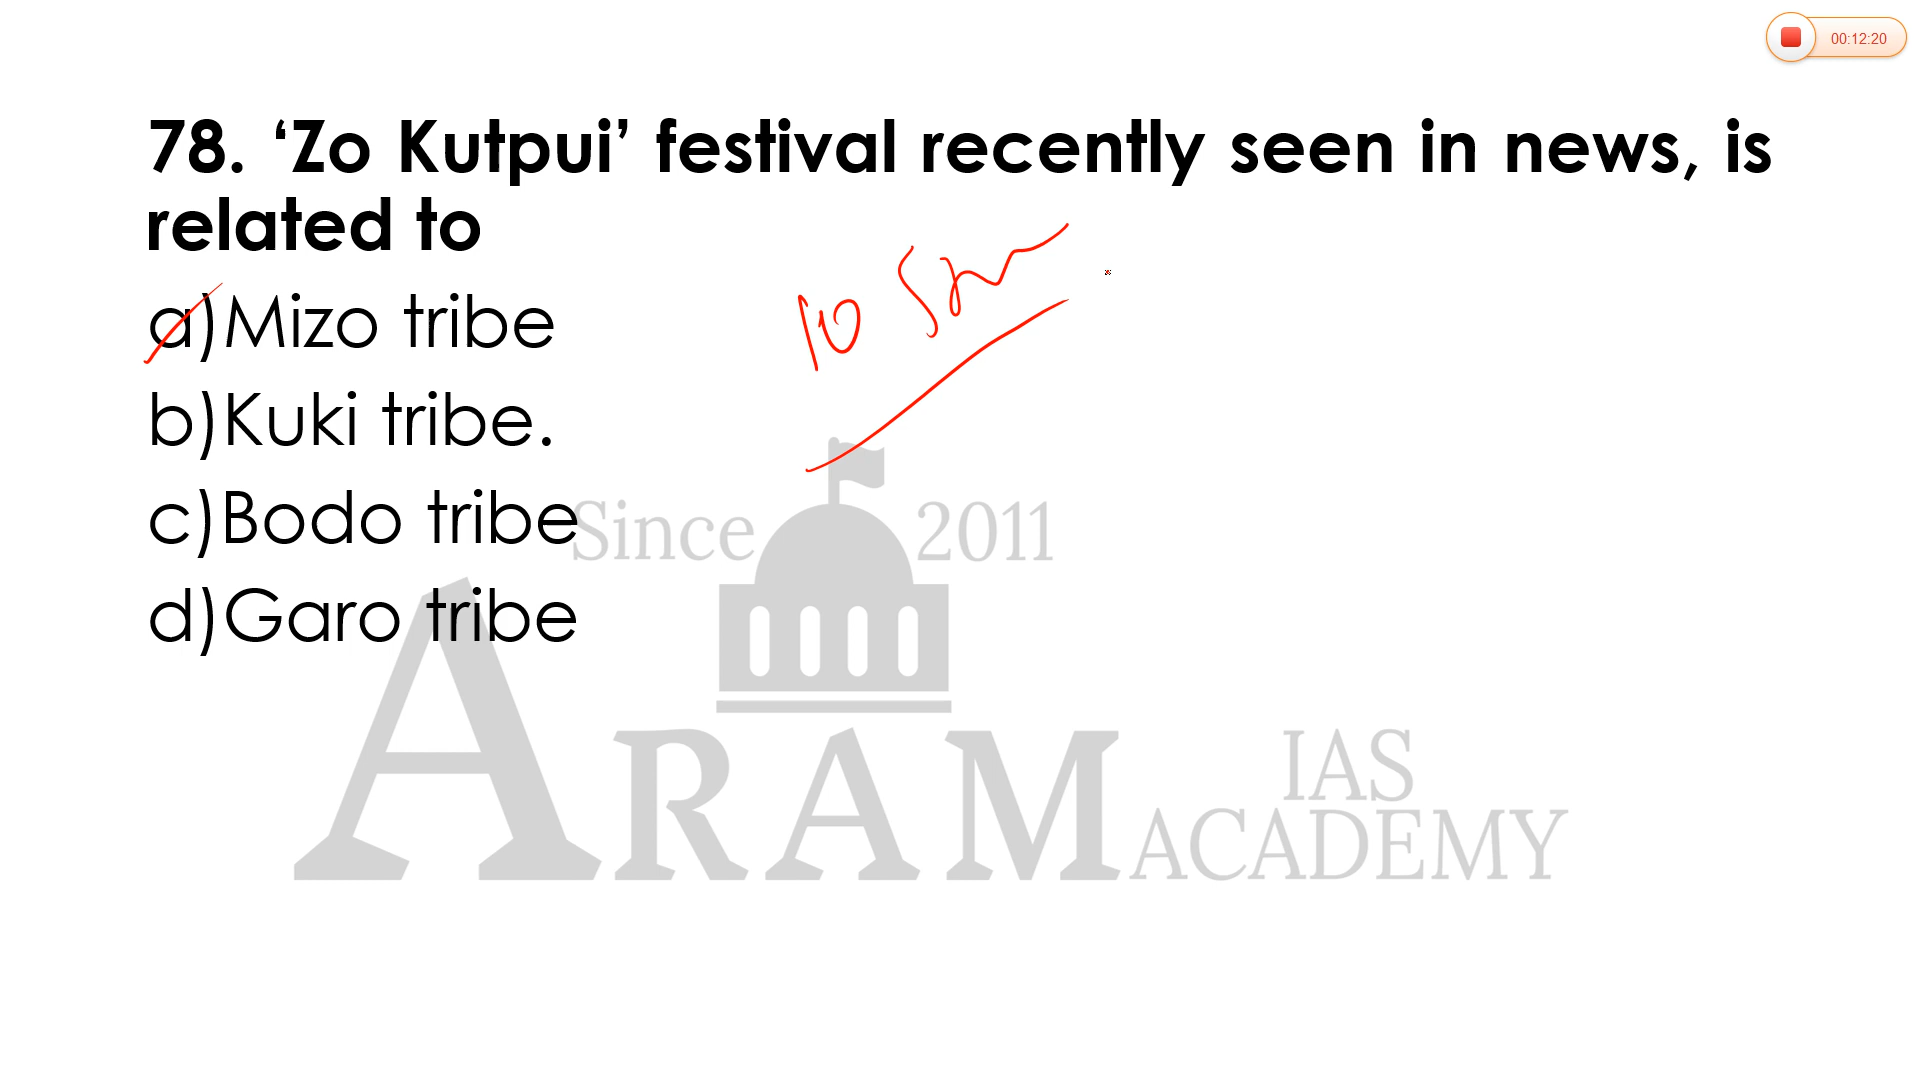 00:12:20
78. ‘Zo Kutpui’ festival recently seen in news, is
related to
a)Mizo tribe
b)Kuki tribe.
c)Bodo tribe
d)Garo tribe
10
Since 2011
ARAM IAS
ACADEMY